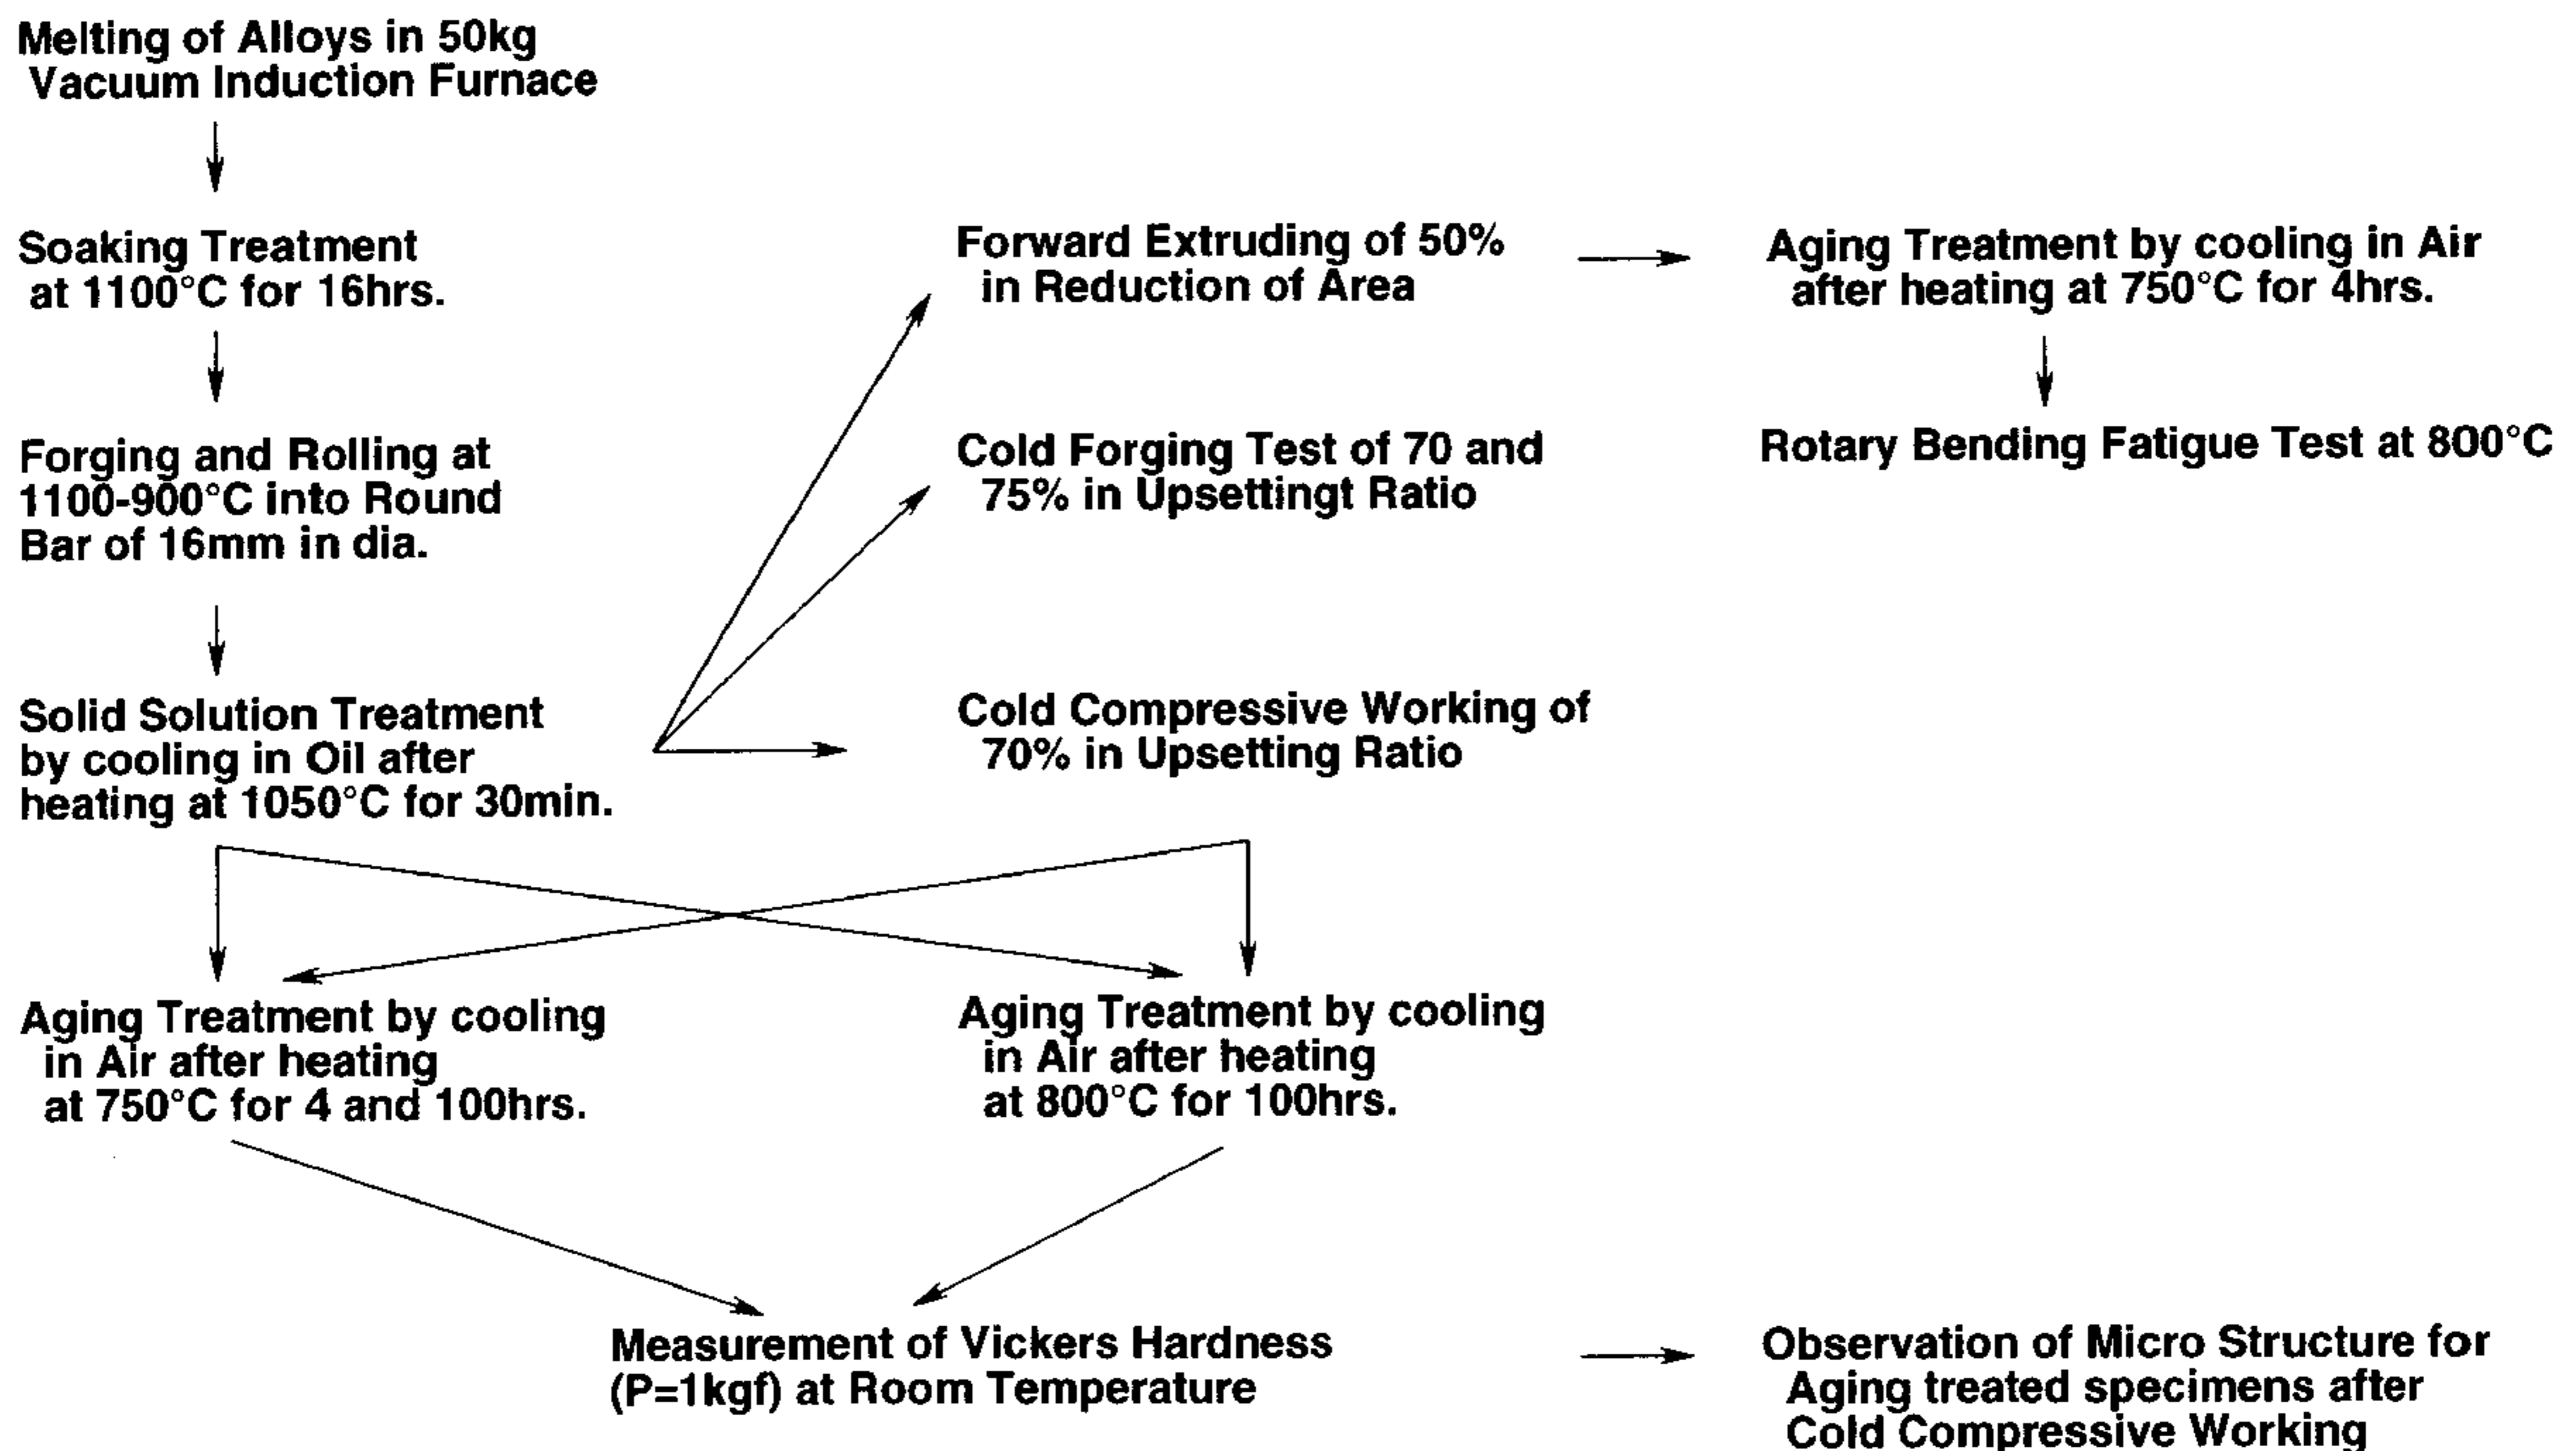 Melting of Alloys in 50kg
Vacuum Induction Furnace
Soaking Treatment
at 1100°C for 16hrs.
Forging and Rolling at
1100-900°C into Round
Bar of 16mm in dia.
Solid Solution Treatment
by cooling in Oil after
heating at 1050°C for 30min.
Forward Extruding of 50%
in Reduction of Area
Aging Treatment by cooling in Air
after heating at 750°C for 4hrs.
Rotary Bending Fatigue Test at 800°C
Cold Forging Test of 70 and
75% in Upsettingt Ratio
Cold Compressive Working of
70% in Upsetting Ratio
Aging Treatment by cooling
in Air after heating
at 750°C for 4 and 100hrs.
Aging Treatment by cooling
in Air after heating
at 800°C for 100hrs.
Measurement of Vickers Hardness
(P=1kgf) at Room Temperature
Observation of Micro Structure for
Aging treated specimens after
Cold Compressive Working